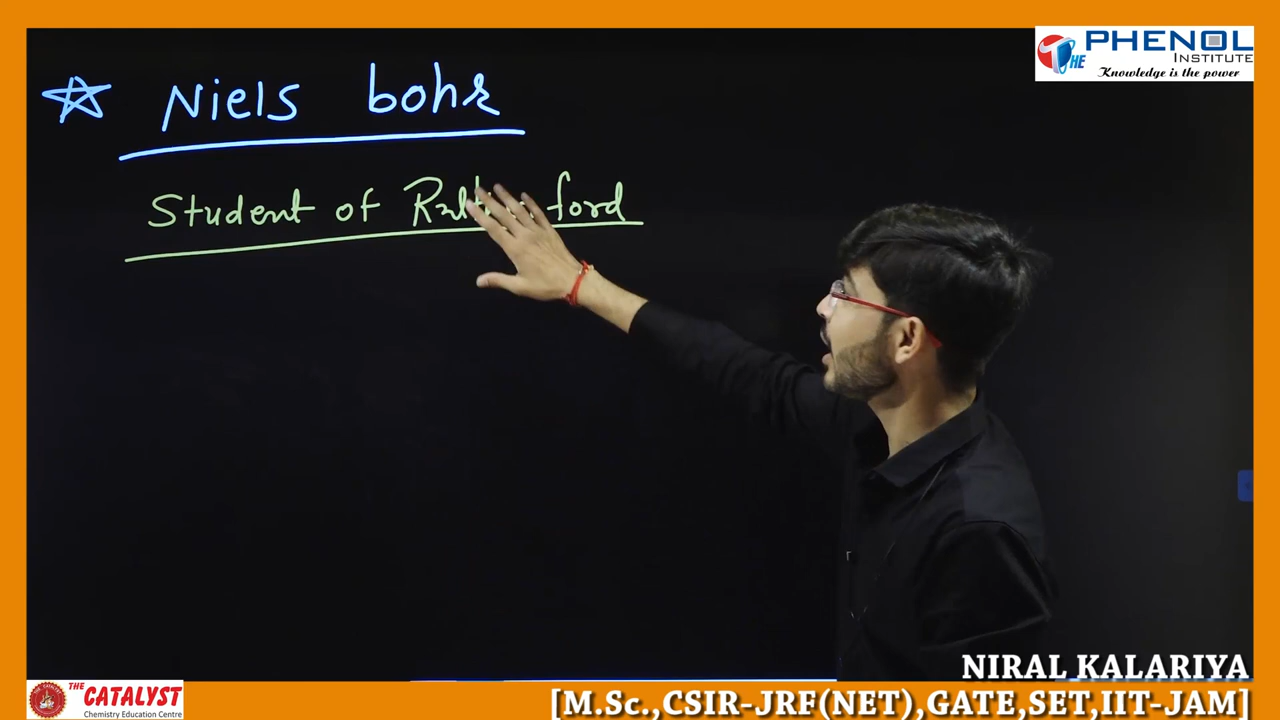 Niels bohr
Student of ford
THE PHENOL
INSTITUTE
Knowledge is the power
NIRAL KALARIYA
[M.Sc.,CSIR-JRF(NET),GATE,SET,IIT-JAM]
THE CATALYST
Chemistry Education Centre